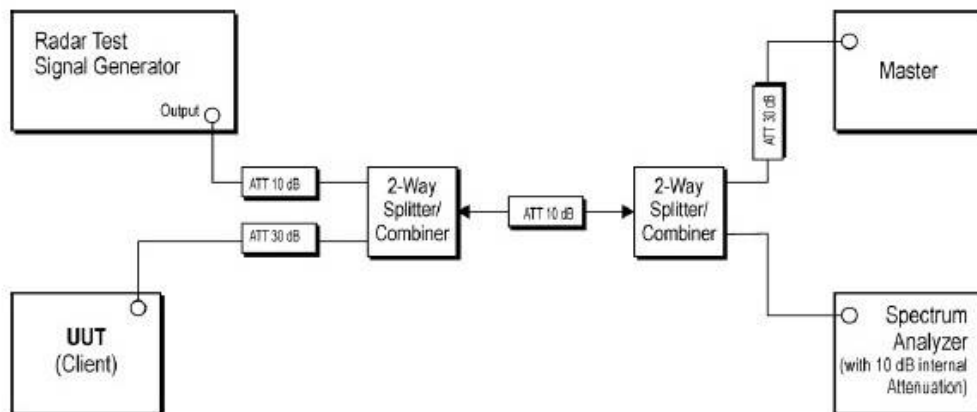 Radar Test
Signal Generator
Output
ATT 10 dB
ATT 30 dB
2-Way
Splitter/
Combiner
ATT 10 dB
2-Way
Splitter/
Combiner
ATT 30 dB
Master
UUT
(Client)
Spectrum
Analyzer
(with 10 dB internal
Attenuation)